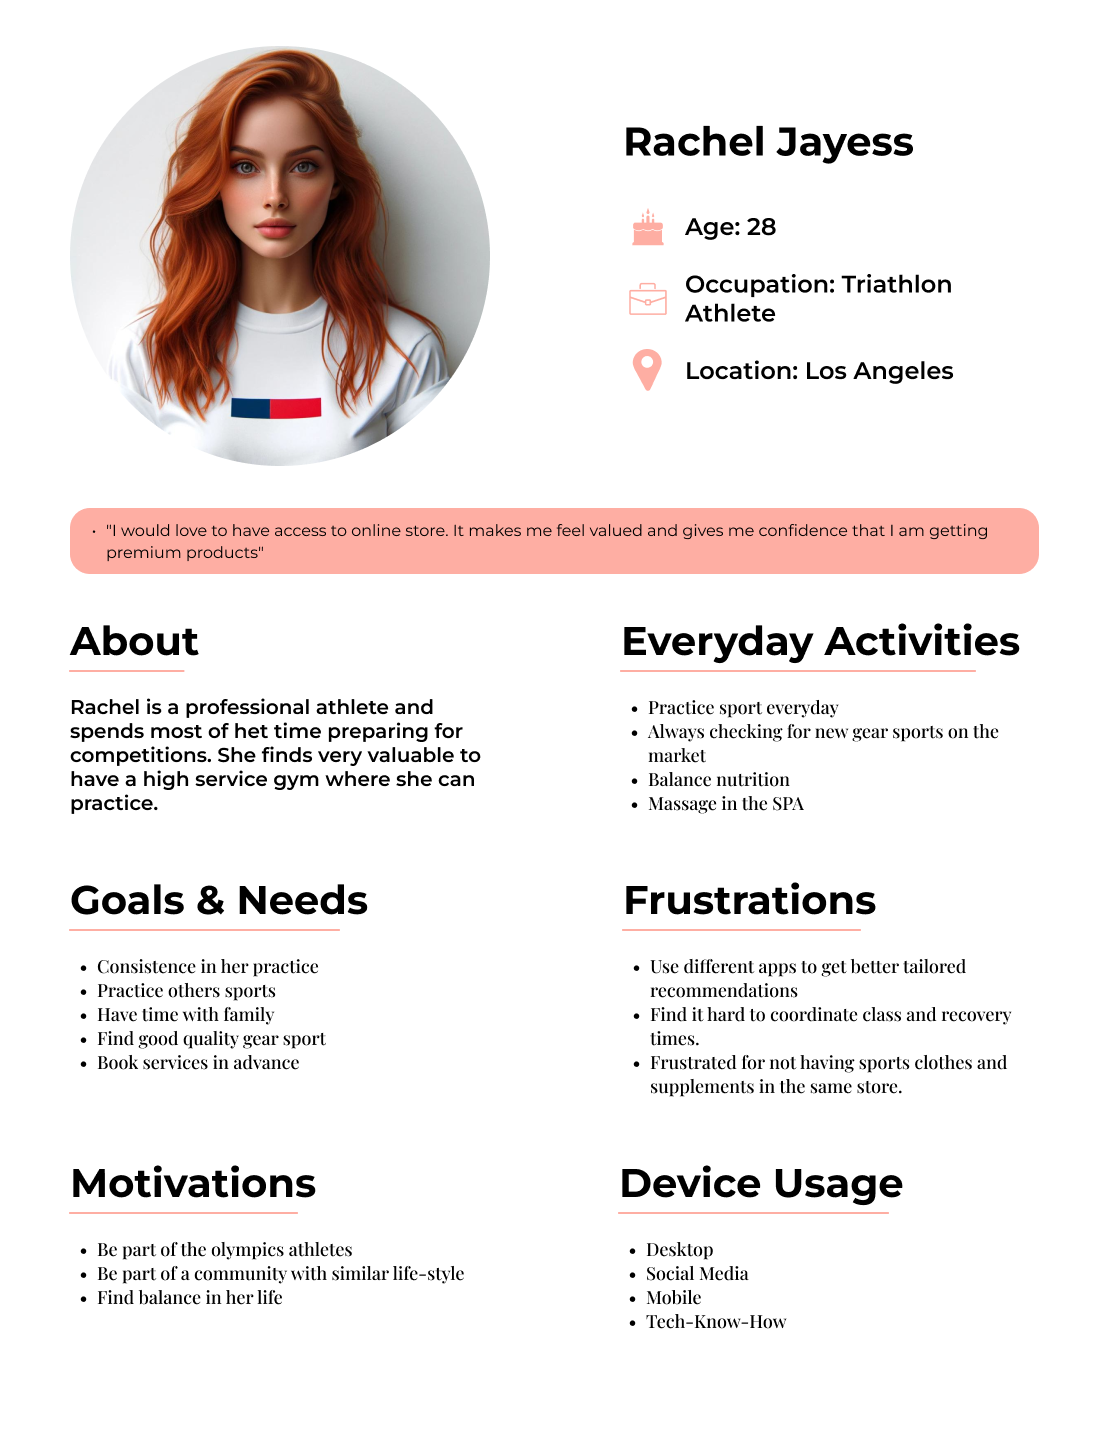 Rachel Jayess
Age: 28
Occupation: Triathlon
Athlete
Location: Los Angeles
• "I would love to have access to online store. It makes me feel valued and gives me confidence that I am getting
premium products"
About
Rachel is a professional athlete and
spends most of het time preparing for
competitions. She finds very valuable to
have a high service gym where she can
practice.
Everyday Activities
• Practice sport everyday
• Always checking for new gear sports on the
market
• Balance nutrition
• Massage in the SPA
Goals & Needs
• Consistence in her practice
• Practice others sports
• Have time with family
• Find good quality gear sport
• Book services in advance
Frustrations
• Use different apps to get better tailored
recommendations
• Find it hard to coordinate class and recovery
times.
• Frustrated for not having sports clothes and
supplements in the same store.
Motivations
• Be part of the olympics athletes
• Be part of a community with similar life-style
• Find balance in her life
Device Usage
• Desktop
• Social Media
• Mobile
• Tech-Know-How